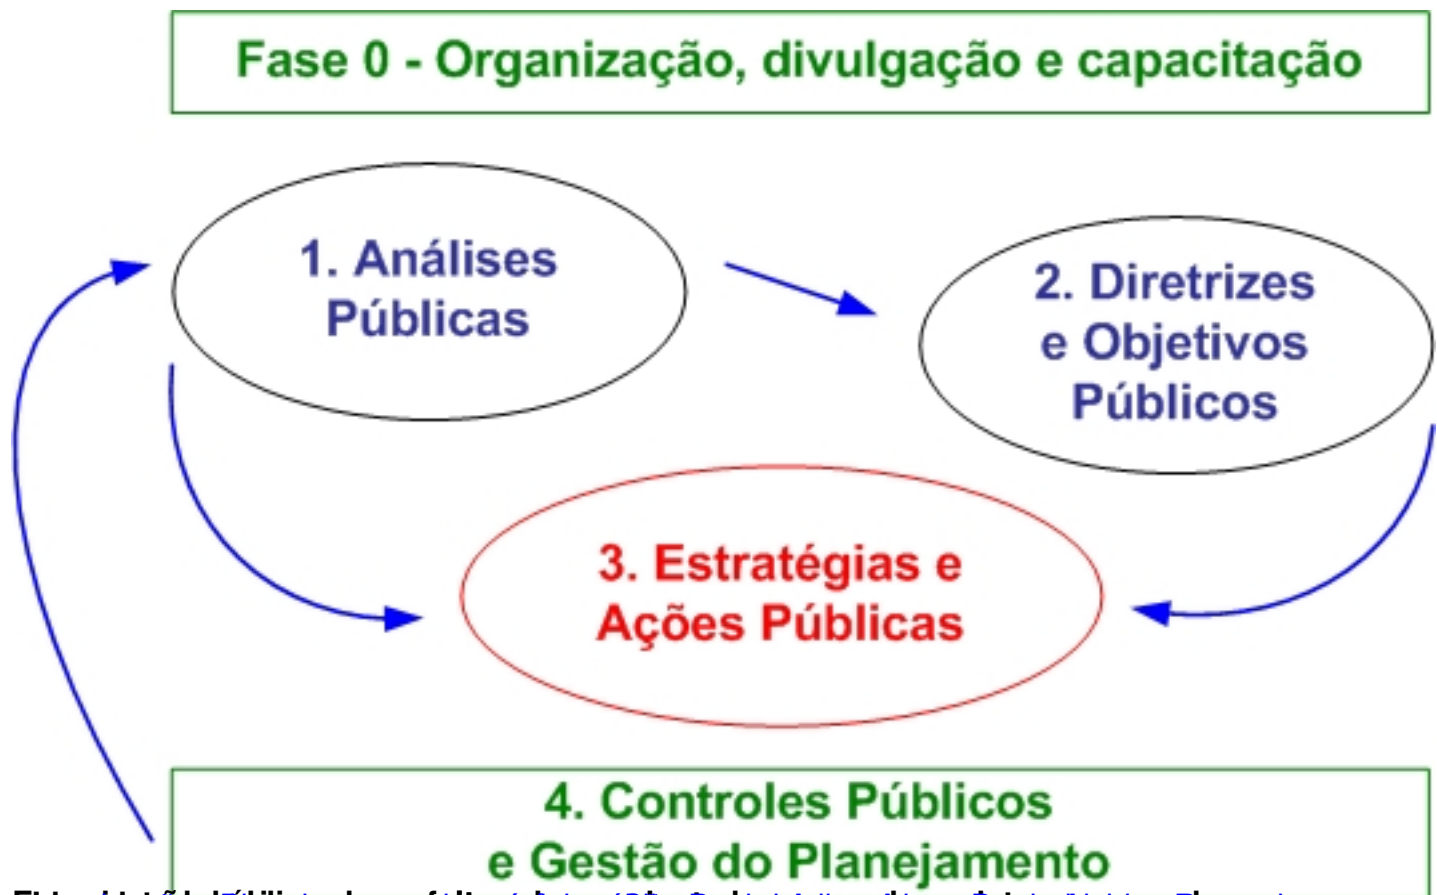 Fase 0 - Organização, divulgação e capacitação
1. Análises
Públicas
2. Diretrizes
e Objetivos
Públicos
3. Estratégias e
Ações Públicas
4. Controles Públicos
e Gestão do Planejamento